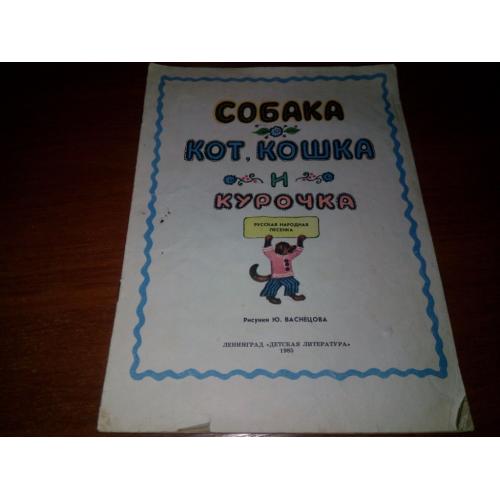 СОБАКА
КОТ, КОШКА
И
КУРОЧКА
РУССКАЯ НАРОДНАЯ
ПЕСЕНКА
Рисунки Ю. ВАСНЕЦОВА
ЛЕНИНГРАД «ДЕТСКАЯ ЛИТЕРАТУРА»
1985